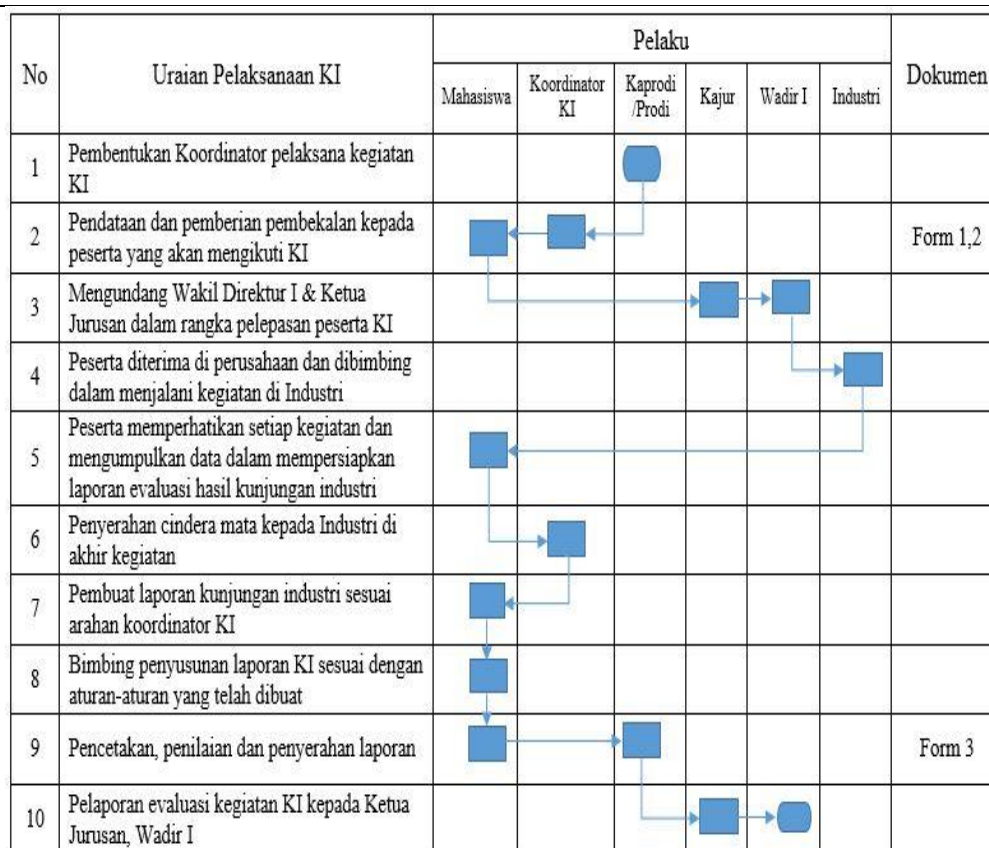 No
Uraian Pelaksanaan KI
Pelaku
Dokumen
Mahasiswa
Koordinator
KI
Kaprodi
/Prodi
Kajur
Wadir I
Industri
1
Pembentukan Koordinator pelaksana kegiatan
KI
2
Pendataan dan pemberian pembekalan kepada
peserta yang akan mengikuti KI
Form 1,2
3
Mengundang Wakil Direktur I & Ketua
Jurusan dalam rangka pelepasan peserta KI
4
Peserta diterima di perusahaan dan dibimbing
dalam menjalani kegiatan di Industri
5
Peserta memperhatikan setiap kegiatan dan
mengumpulkan data dalam mempersiapkan
laporan evaluasi hasil kunjungan industri
6
Penyerahan cindera mata kepada Industri di
akhir kegiatan
7
Pembuat laporan kunjungan industri sesuai
arahan koordinator KI
8
Bimbing penyusunan laporan KI sesuai dengan
aturan-aturan yang telah dibuat
9
Pencetakan, penilaian dan penyerahan laporan
Form 3
10
Pelaporan evaluasi kegiatan KI kepada Ketua
Jurusan, Wadir I